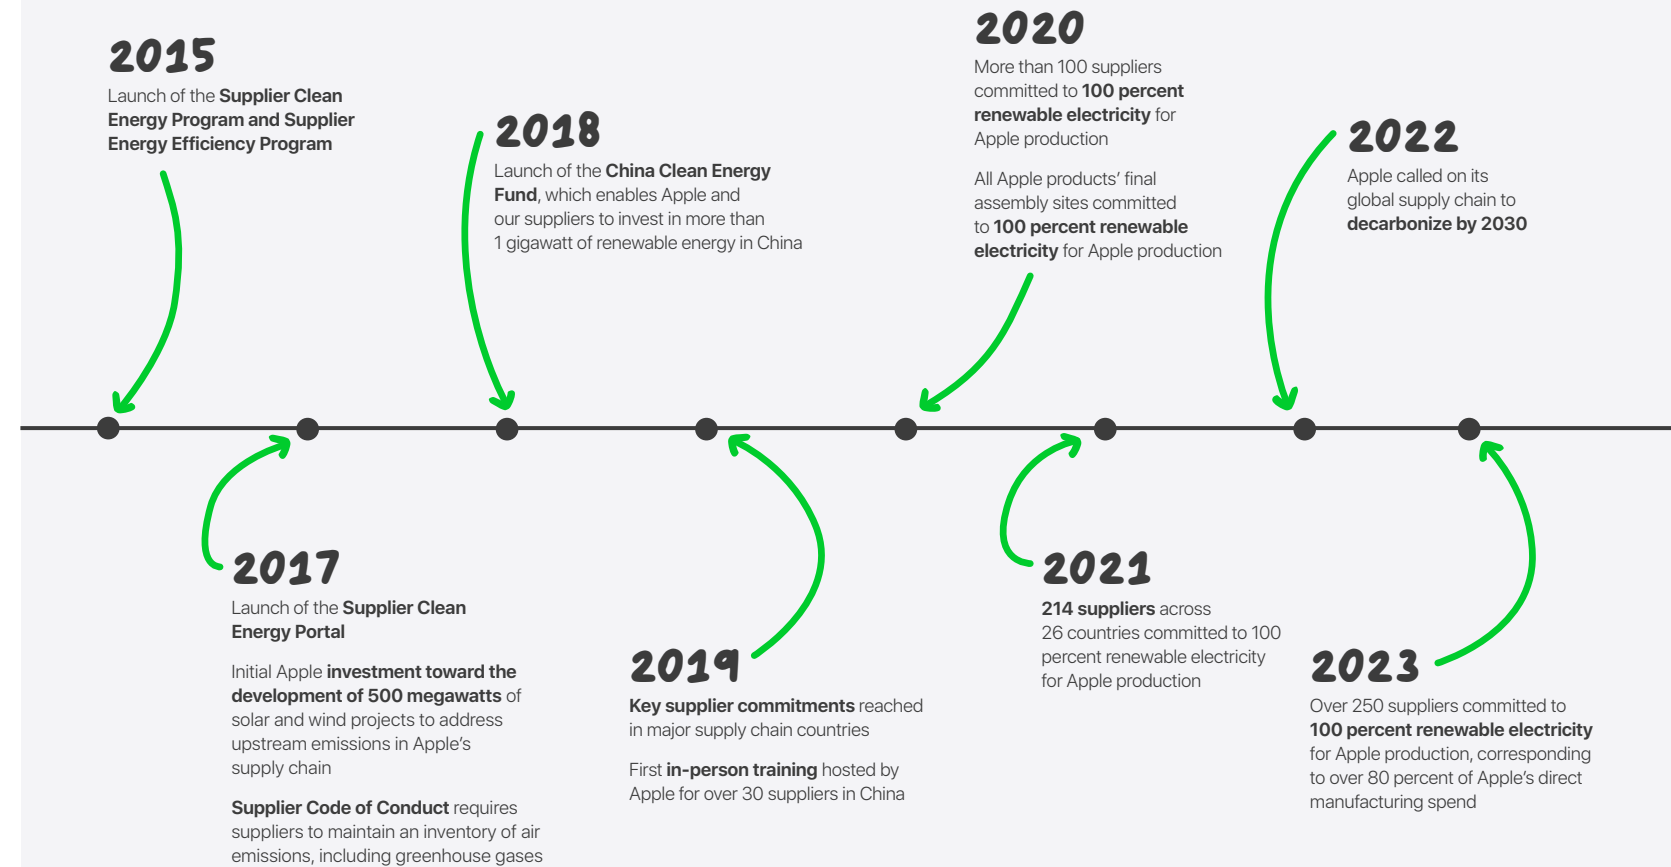 2015
Launch of the Supplier Clean
Energy Program and Supplier
Energy Efficiency Program
2017
Launch of the Supplier Clean
Energy Portal
Initial Apple investment toward the
development of 500 megawatts of
solar and wind projects to address
upstream emissions in Apple’s
supply chain
Supplier Code of Conduct requires
suppliers to maintain an inventory of air
emissions, including greenhouse gases
2018
Launch of the China Clean Energy
Fund, which enables Apple and
our suppliers to invest in more than
1 gigawatt of renewable energy in China
2019
Key supplier commitments reached
in major supply chain countries
First in-person training hosted by
Apple for over 30 suppliers in China
2020
More than 100 suppliers
committed to 100 percent
renewable electricity for
Apple production
All Apple products’ final
assembly sites committed
to 100 percent renewable
electricity for Apple production
2021
214 suppliers across
26 countries committed to 100
percent renewable electricity
for Apple production
2022
Apple called on its
global supply chain to
decarbonize by 2030
2023
Over 250 suppliers committed to
100 percent renewable electricity
for Apple production, corresponding
to over 80 percent of Apple’s direct
manufacturing spend